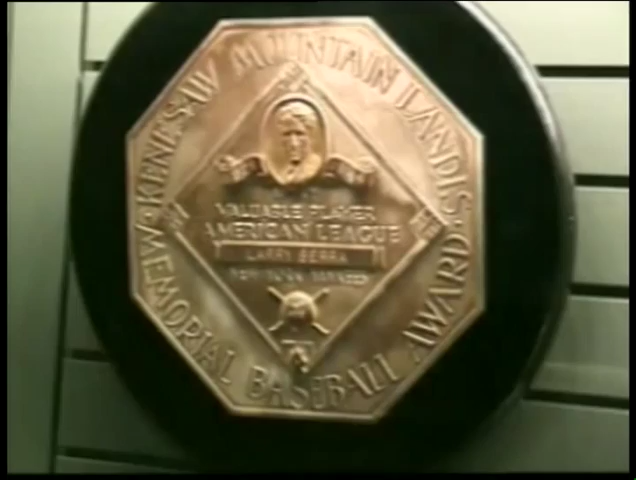 KENESAW MOUNTAIN LANDIS
MEMORIAL BASEBALL AWARD
VALUABLE PLAYER
AMERICAN LEAGUE
LARRY BERRA
NEW YORK YANKEES